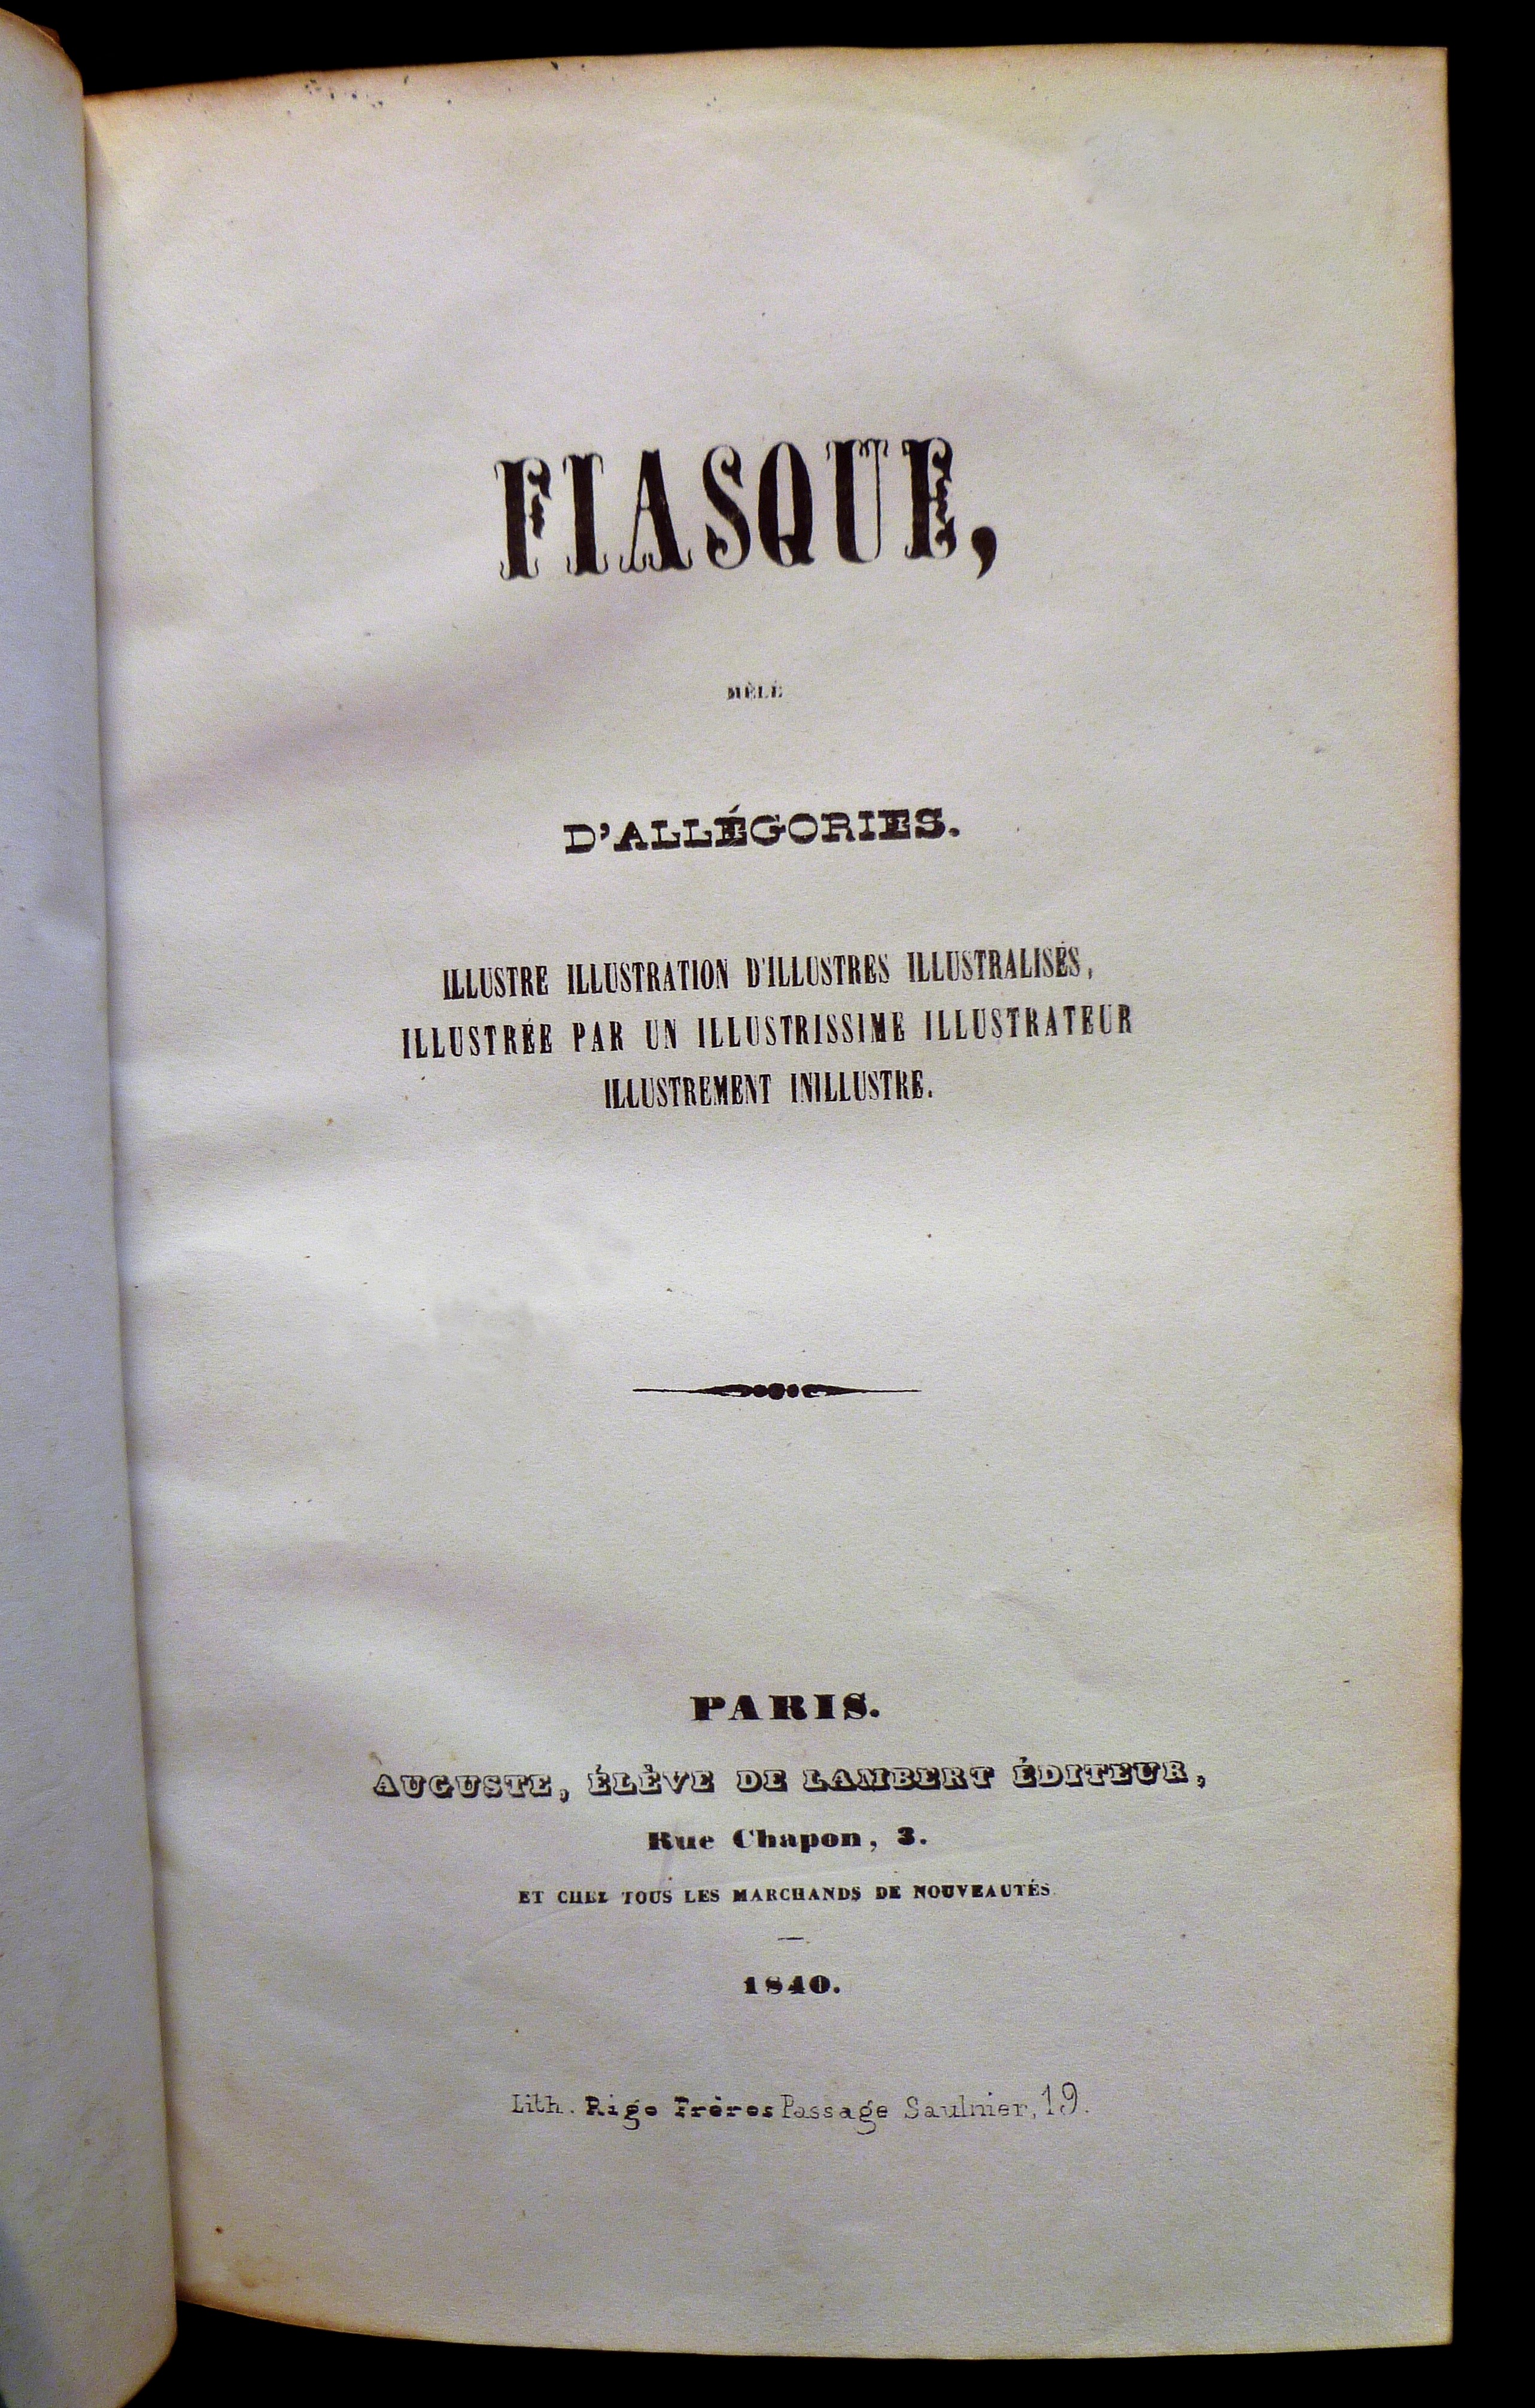 FIASQUE,
MÊLÉ
D'ALLÉGORIES.
ILLUSTRE ILLUSTRATION D'ILLUSTRES ILLUSTRALISÉS,
ILLUSTRÉE PAR UN ILLUSTRISSIME ILLUSTRATEUR
ILLUSTREMENT INILLUSTRE.
PARIS.
AUGUSTE, ÉLÈVE DE LAMBERT ÉDITEUR,
Rue Chapon, 3.
ET CHEZ TOUS LES MARCHANDS DE NOUVEAUTÉS
1840.
Lith. Rigo Frères Passage Saulnier, 19.